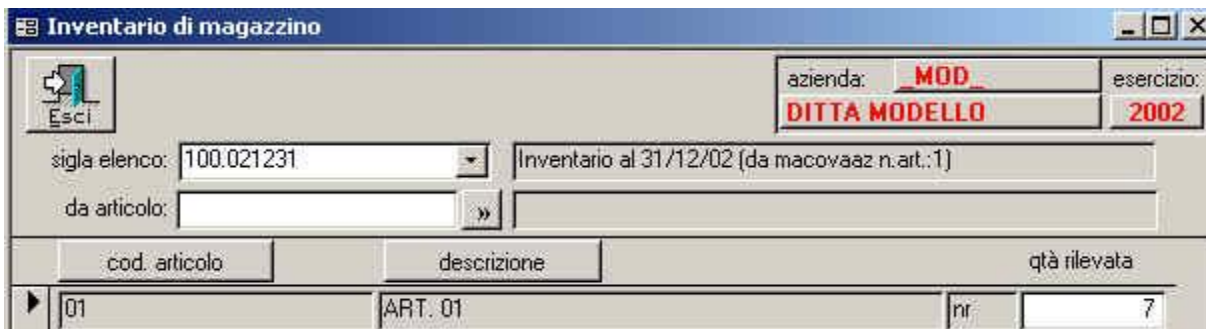 Inventario di magazzino
Esci
azienda: _MOD_ esercizio:
DITTA MODELLO 2002
sigla elenco: 100.021231 Inventario al 31/12/02 (da macovaaz n.art.:1)
da articolo: »
cod. articolo descrizione qtà rilevata
01 ART. 01 nr 7